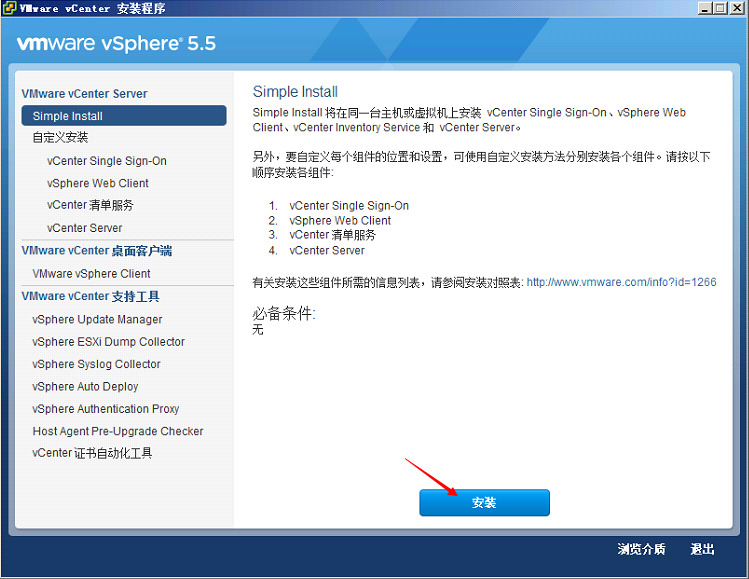 VMware vCenter 安装程序
vmware vSphere® 5.5
VMware vCenter Server
Simple Install
自定义安装
vCenter Single Sign-On
vSphere Web Client
vCenter 清单服务
vCenter Server
VMware vCenter 桌面客户端
VMware vSphere Client
VMware vCenter 支持工具
vSphere Update Manager
vSphere ESXi Dump Collector
vSphere Syslog Collector
vSphere Auto Deploy
vSphere Authentication Proxy
Host Agent Pre-Upgrade Checker
vCenter 证书自动化工具
Simple Install
Simple Install 将在同一台主机或虚拟机上安装 vCenter Single Sign-On、vSphere Web
Client、vCenter Inventory Service 和 vCenter Server。
另外，要自定义每个组件的位置和设置，可使用自定义安装方法分别安装各个组件。请按以下
顺序安装各组件:
1. vCenter Single Sign-On
2. vSphere Web Client
3. vCenter 清单服务
4. vCenter Server
有关安装这些组件所需的信息列表，请参阅安装对照表: http://www.vmware.com/info?id=1266
必备条件:
无
安装
浏览介质 退出